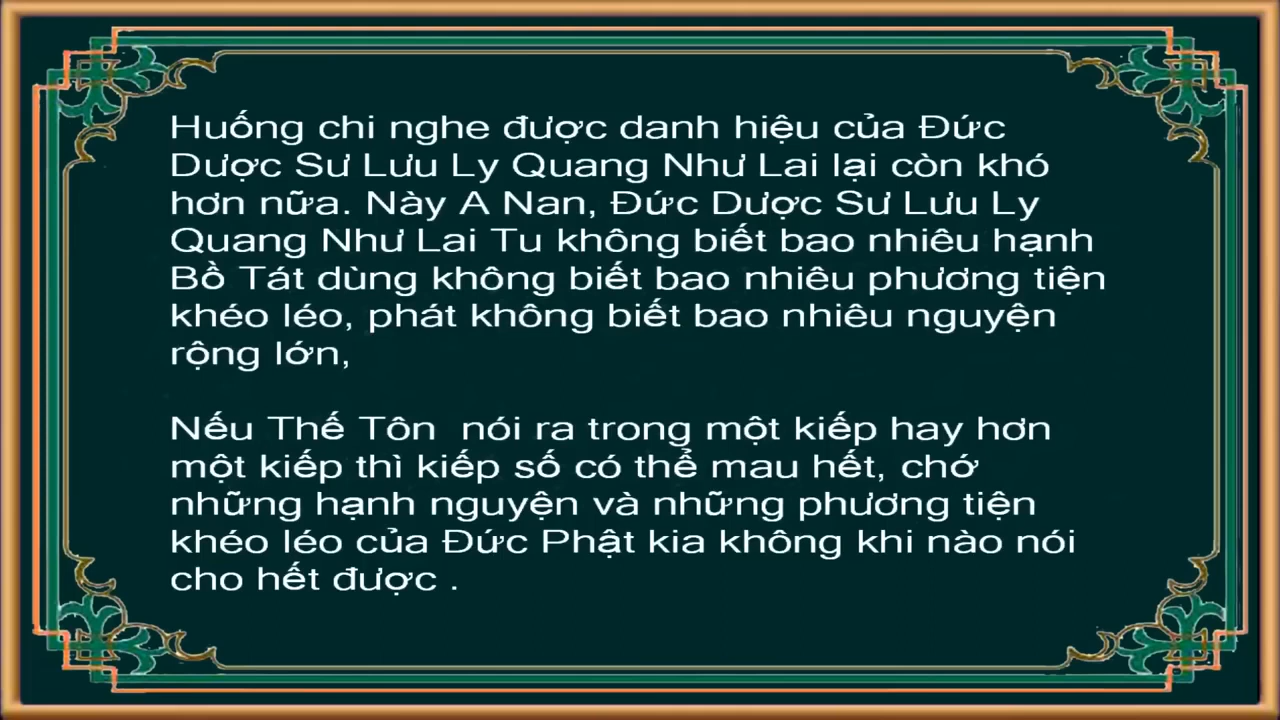 Huống chi nghe được danh hiệu của Đức
Dược Sư Lưu Ly Quang Như Lai lại còn khó
hơn nữa. Này A Nan, Đức Dược Sư Lưu Ly
Quang Như Lai Tu không biết bao nhiêu hạnh
Bồ Tát dùng không biết bao nhiêu phương tiện
khéo léo, phát không biết bao nhiêu nguyện
rộng lớn,
Nếu Thế Tôn  nói ra trong một kiếp hay hơn
một kiếp thì kiếp số có thể mau hết, chớ
những hạnh nguyện và những phương tiện
khéo léo của Đức Phật kia không khi nào nói
cho hết được .